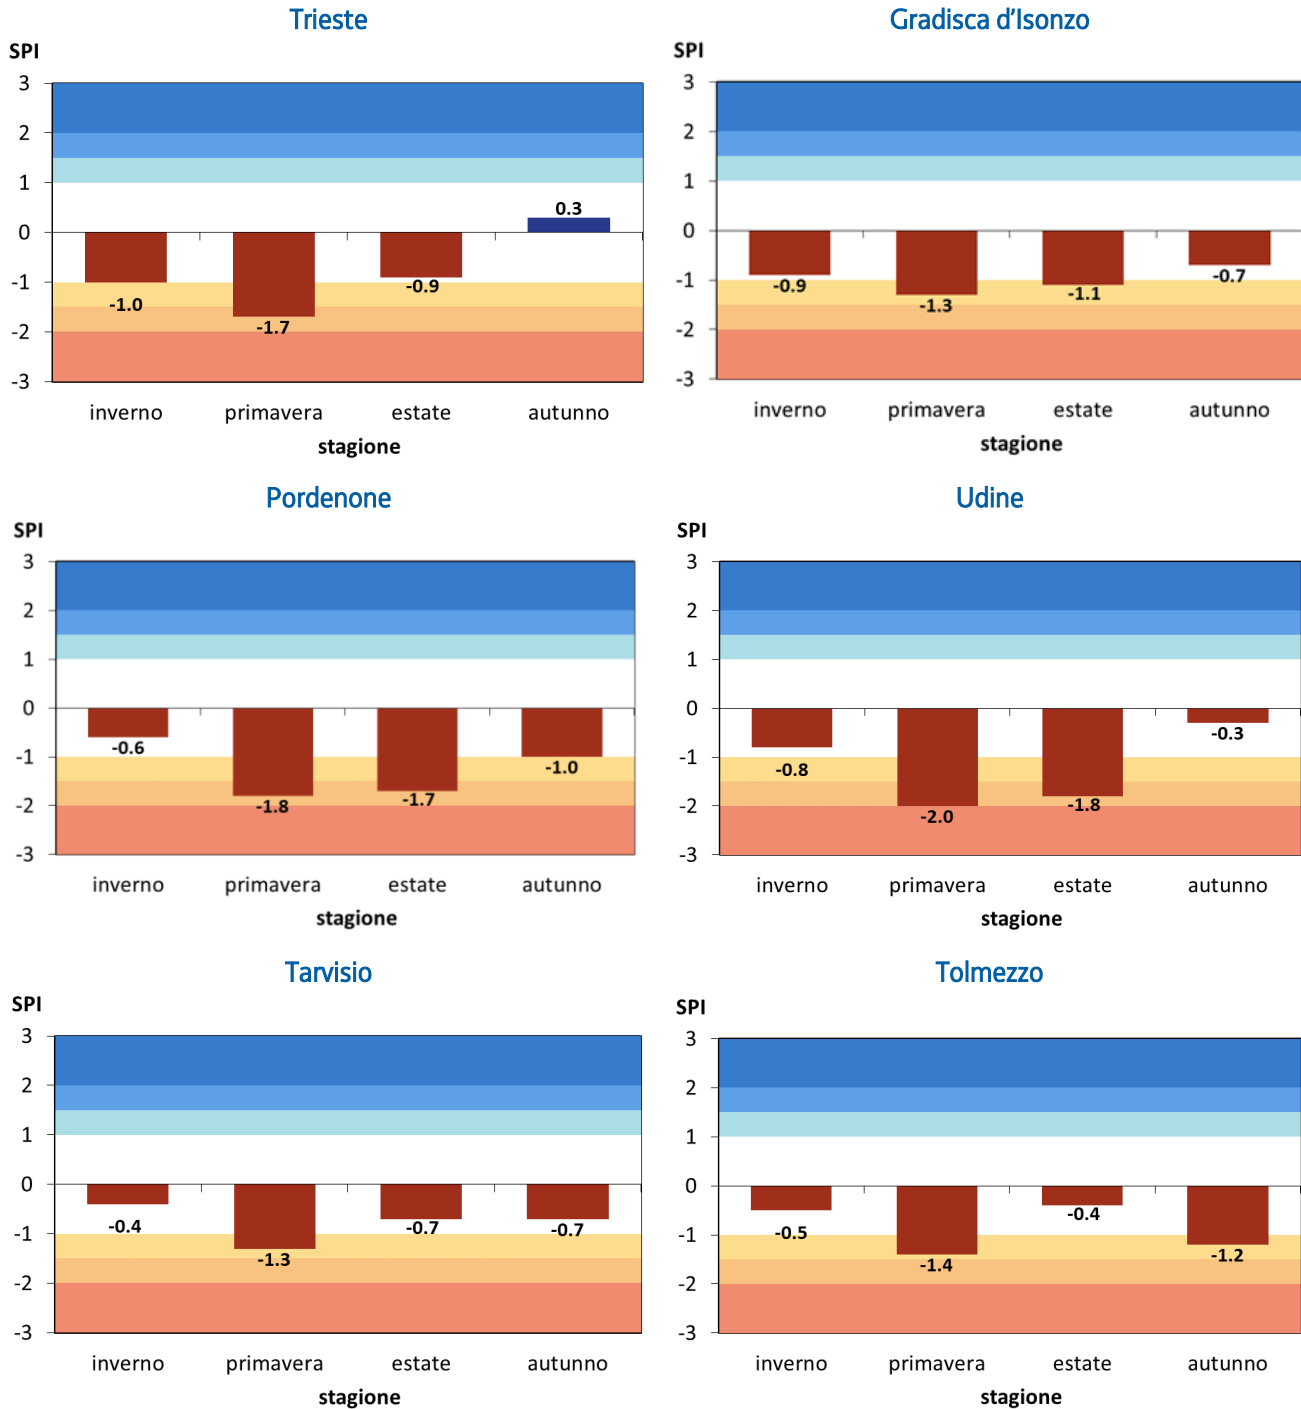 Trieste
SPI
3
2
1
0
-1
-2
-3
-1.0
-1.7
-0.9
0.3
inverno primavera estate autunno
stagione
Gradisca d'Isonzo
SPI
3
2
1
0
-1
-2
-3
-0.9
-1.3
-1.1
-0.7
inverno primavera estate autunno
stagione
Pordenone
SPI
3
2
1
0
-1
-2
-3
-0.6
-1.8
-1.7
-1.0
inverno primavera estate autunno
stagione
Udine
SPI
3
2
1
0
-1
-2
-3
-0.8
-2.0
-1.8
-0.3
inverno primavera estate autunno
stagione
Tarvisio
SPI
3
2
1
0
-1
-2
-3
-0.4
-1.3
-0.7
-0.7
inverno primavera estate autunno
stagione
Tolmezzo
SPI
3
2
1
0
-1
-2
-3
-0.5
-1.4
-0.4
-1.2
inverno primavera estate autunno
stagione